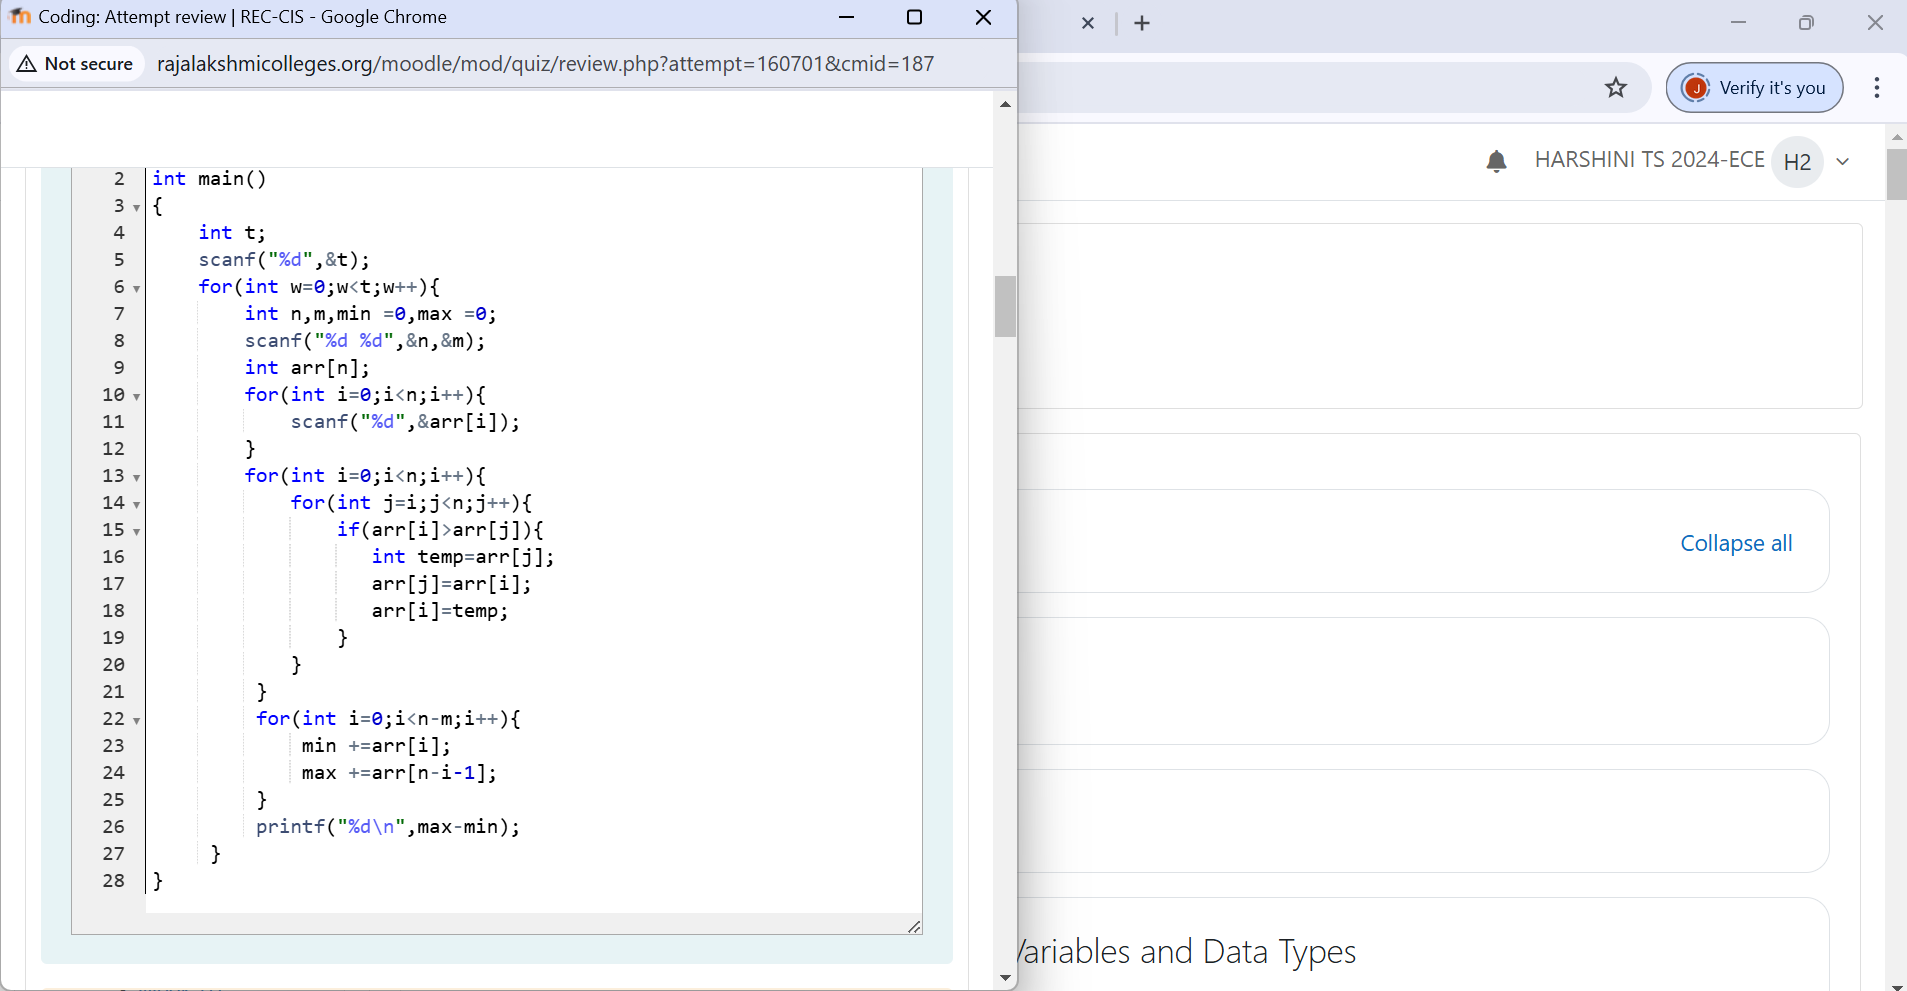 Coding: Attempt review | REC-CIS - Google Chrome
Not secure rajalakshmicolleges.org/moodle/mod/quiz/review.php?attempt=160701&cmid=187
2 int main()
3 {
4 int t;
5 scanf("%d",&t);
6 for(int w=0;w<t;w++){
7 int n,m,min =0,max =0;
8 scanf("%d %d",&n,&m);
9 int arr[n];
10 for(int i=0;i<n;i++){
11 scanf("%d",&arr[i]);
12 }
13 for(int i=0;i<n;i++){
14 for(int j=i;j<n;j++){
15 if(arr[i]>arr[j]){
16 int temp=arr[j];
17 arr[j]=arr[i];
18 arr[i]=temp;
19 }
20 }
21 }
22 for(int i=0;i<n-m;i++){
23 min +=arr[i];
24 max +=arr[n-i-1];
25 }
26 printf("%d\n",max-min);
27 }
28 }
J Verify it's you
HARSHINI TS 2024-ECE H2
Collapse all
Variables and Data Types